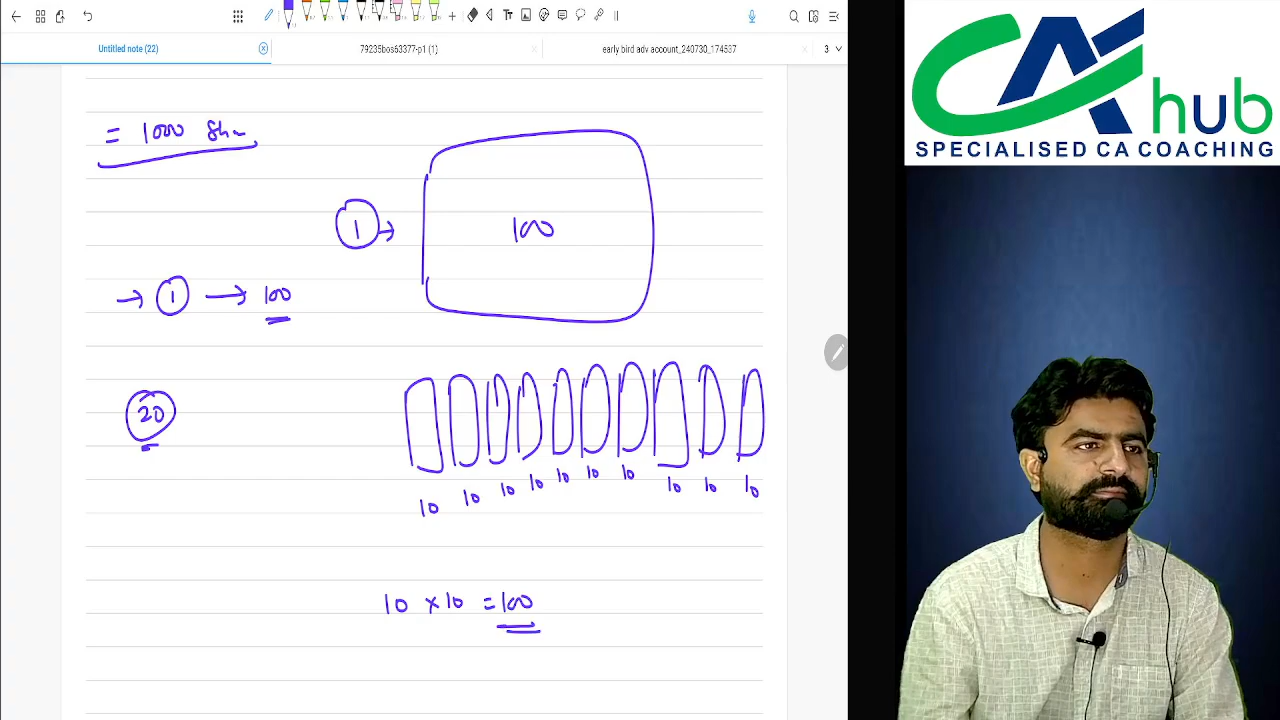 Untitled note (22)
79235bos63377-p1 (1)
early bird adv account_240730_174537
3
CA hub
SPECIALISED CA COACHING
= 1000 Sh
1 → 100
→ 1 → 100
20
10 10 10 10 10 10 10 10 10 10
10 × 10 = 100